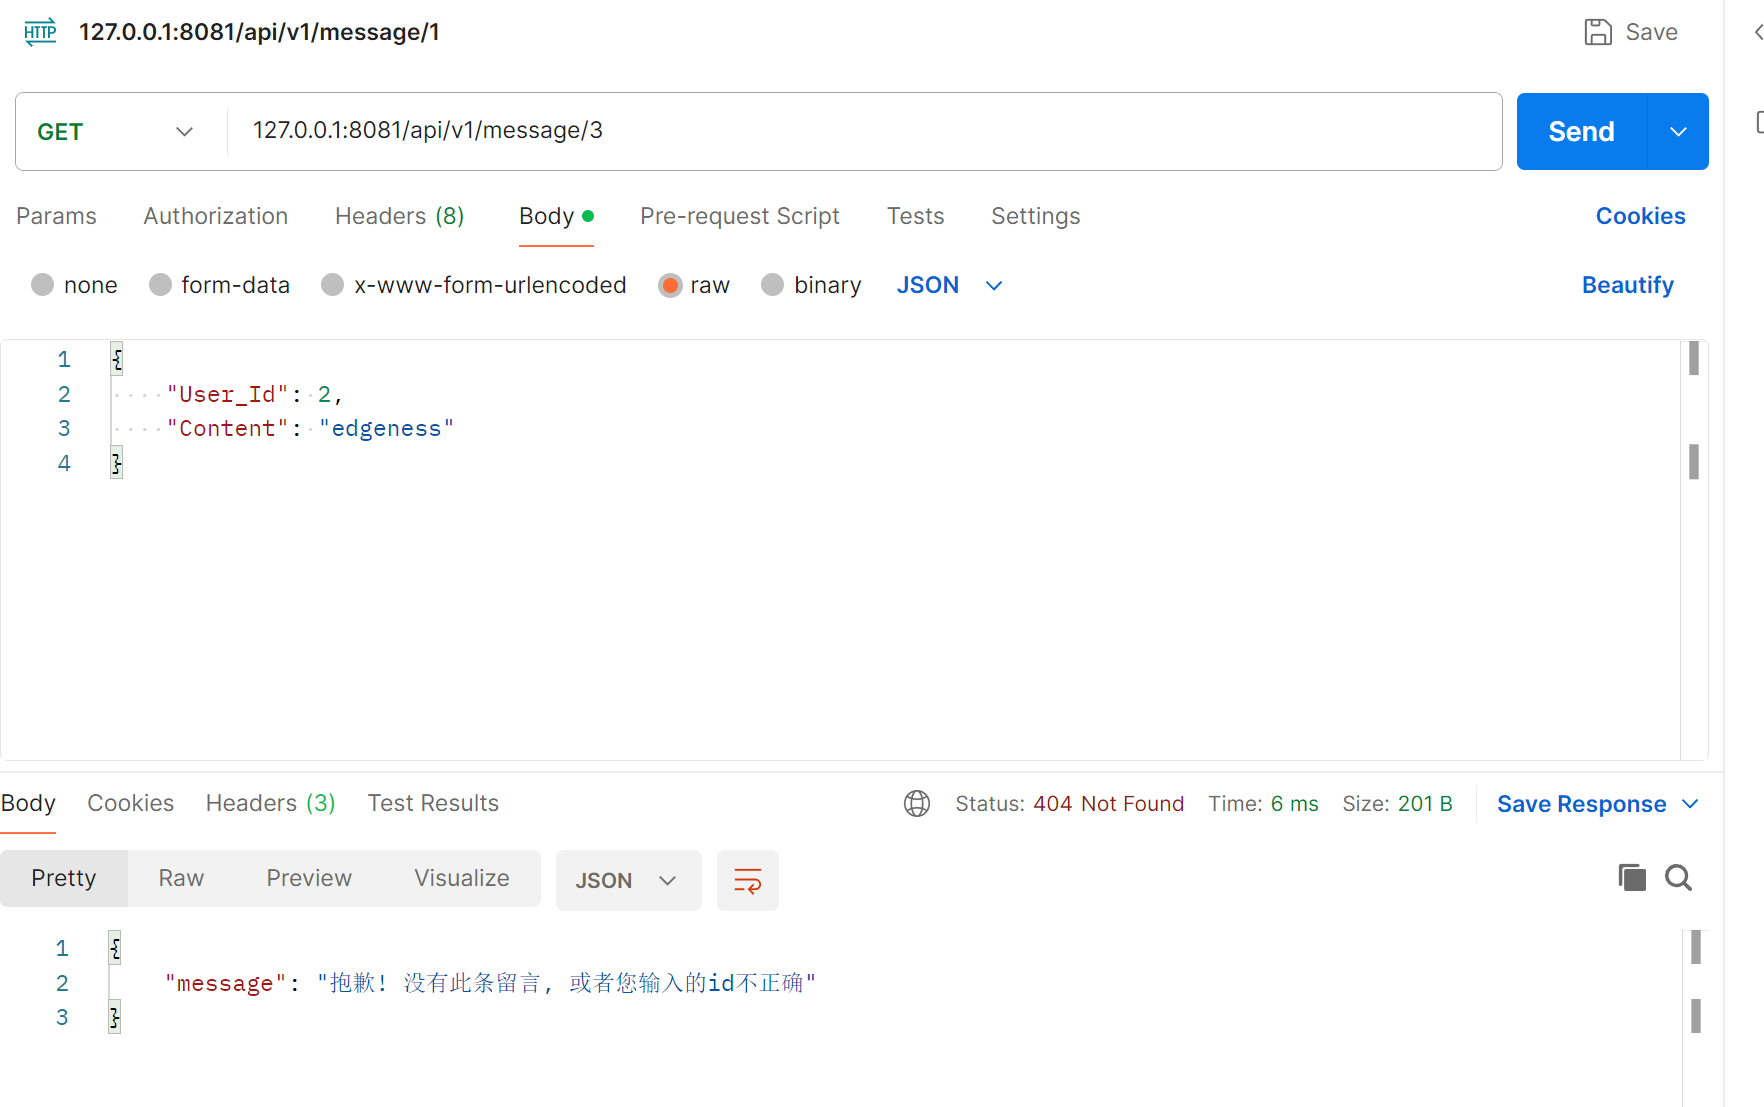 HTTP 127.0.0.1:8081/api/v1/message/1 Save
GET 127.0.0.1:8081/api/v1/message/3 Send
Params Authorization Headers (8) Body Pre-request Script Tests Settings Cookies
none form-data x-www-form-urlencoded raw binary JSON Beautify
1 {
2 "User_Id": 2,
3 "Content": "edgeness"
4 }
Body Cookies Headers (3) Test Results Status: 404 Not Found Time: 6 ms Size: 201 B Save Response
Pretty Raw Preview Visualize JSON
1 {
2 "message": "抱歉! 没有此条留言, 或者您输入的id不正确"
3 }